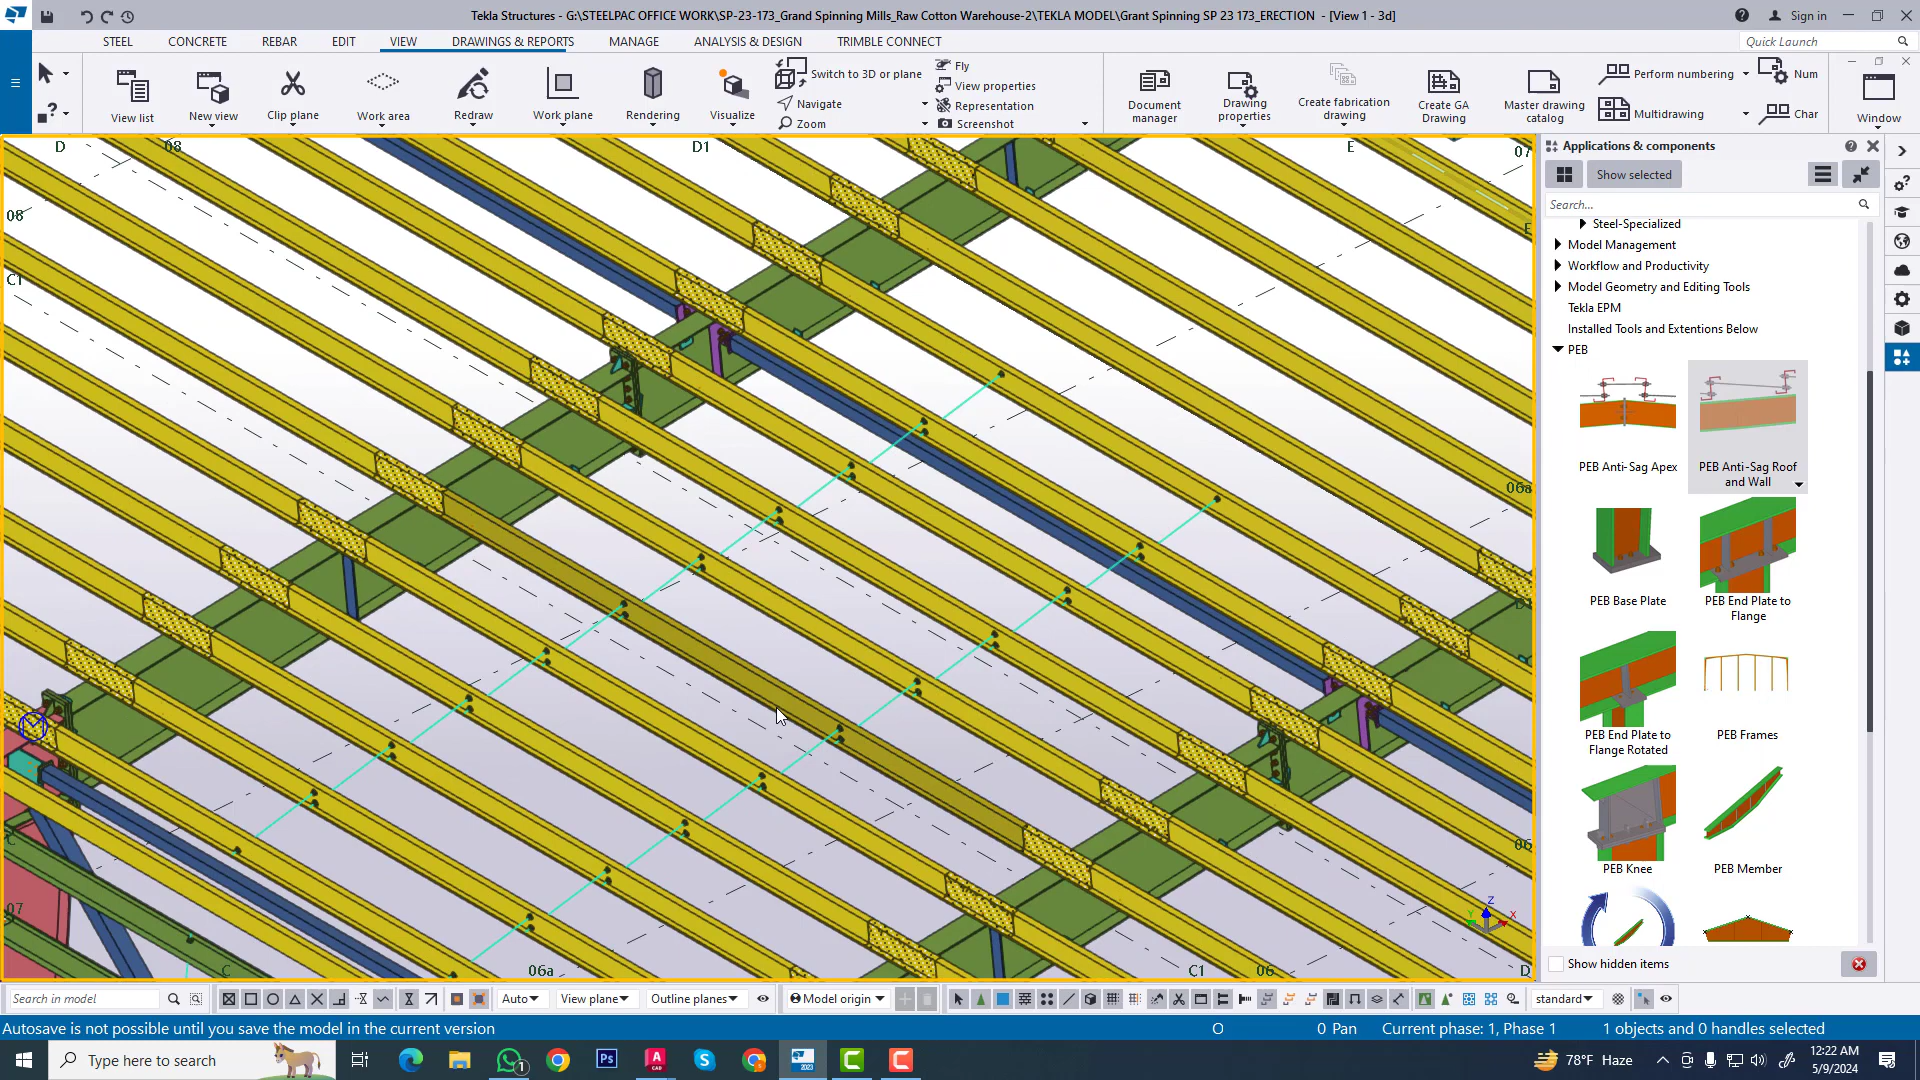 Tekla Structures - G:\STEELPAC OFFICE WORK\SP-23-173_Grand Spinning Mills_Raw Cotton Warehouse-2\TEKLA MODEL\Grant Spinning SP 23 173_ERECTION - [View 1 - 3d]
Sign in
STEEL CONCRETE REBAR EDIT VIEW DRAWINGS & REPORTS MANAGE ANALYSIS & DESIGN TRIMBLE CONNECT
Quick Launch
View list
New view
Clip plane
Work area
Redraw
Work plane
Rendering
Visualize
Switch to 3D or plane
Navigate
Zoom
Fly
View properties
Representation
Screenshot
Document manager
Drawing properties
Create fabrication drawing
Create GA Drawing
Master drawing catalog
Perform numbering
Multidrawing
Num
Char
Window
D 08 D1 E 07
08
E
C1
06a
D1
06
07
C 06a C1 06 D
C
Z
Y
X
Applications & components
Show selected
Search...
Steel-Specialized
Model Management
Workflow and Productivity
Model Geometry and Editing Tools
Tekla EPM
Installed Tools and Extentions Below
PEB
PEB Anti-Sag Apex
PEB Anti-Sag Roof and Wall
PEB Base Plate
PEB End Plate to Flange
PEB End Plate to Flange Rotated
PEB Frames
PEB Knee
PEB Member
Show hidden items
Search in model
Auto
View plane
Outline planes
Model origin
standard
Autosave is not possible until you save the model in the current version
O
0 Pan
Current phase: 1, Phase 1
1 objects and 0 handles selected
Type here to search
1
Ps
A
CAD
2023
78°F Haze
12:22 AM
5/9/2024